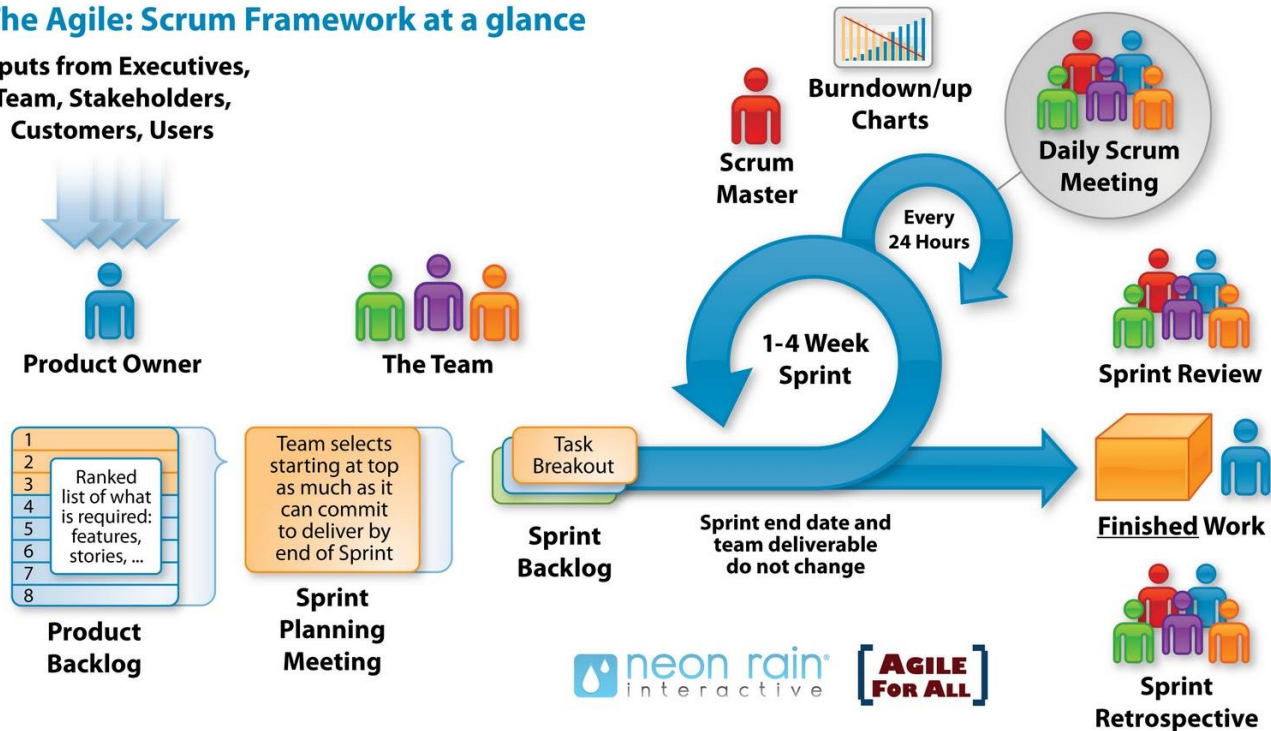 he Agile: Scrum Framework at a glance
puts from Executives,
Team, Stakeholders,
Customers, Users
Product Owner
The Team
Scrum
Master
Burndown/up
Charts
Daily Scrum
Meeting
Every
24 Hours
1-4 Week
Sprint
Sprint Review
1
2
3
4
5
6
7
8
Ranked
list of what
is required:
features,
stories, ...
Product
Backlog
Team selects
starting at top
as much as it
can commit
to deliver by
end of Sprint
Sprint
Planning
Meeting
Task
Breakout
Sprint
Backlog
Sprint end date and
team deliverable
do not change
Finished Work
Sprint
Retrospective
neon rain®
interactive
AGILE
FOR ALL